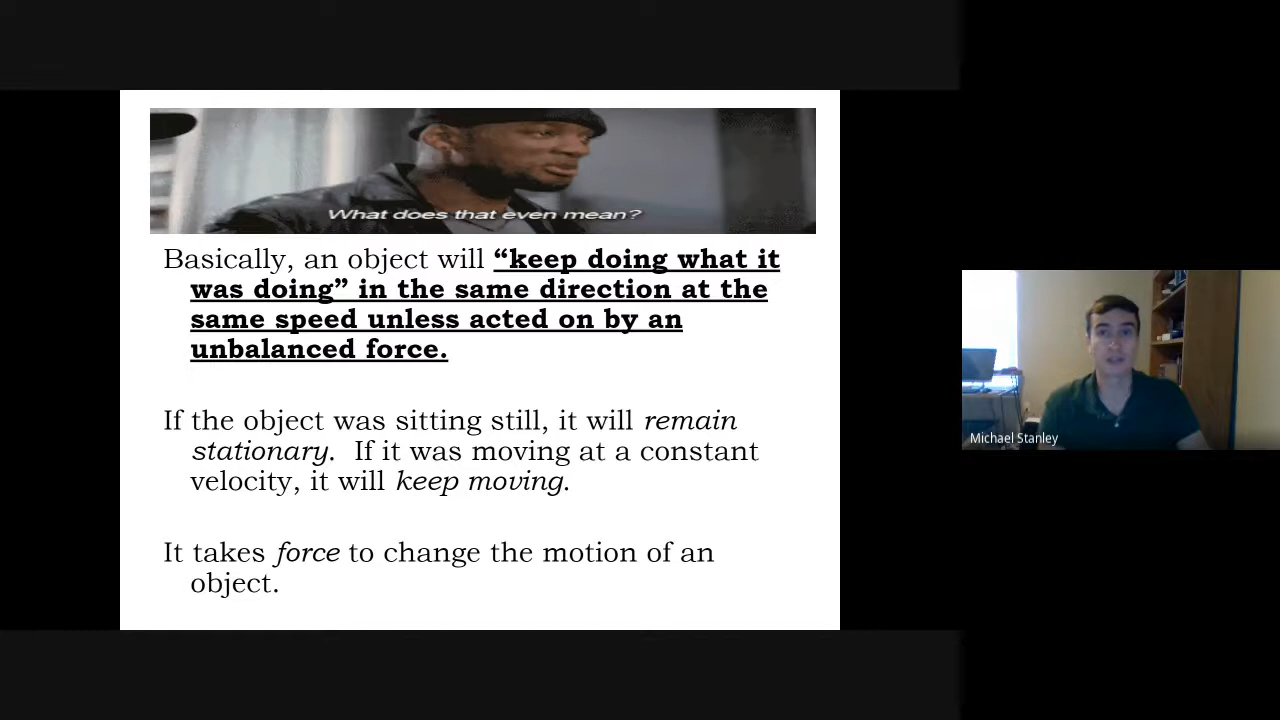 What does that even mean?
Basically, an object will “keep doing what it
was doing” in the same direction at the
same speed unless acted on by an
unbalanced force.
If the object was sitting still, it will remain
stationary.  If it was moving at a constant
velocity, it will keep moving.
It takes force to change the motion of an
object.
Michael Stanley